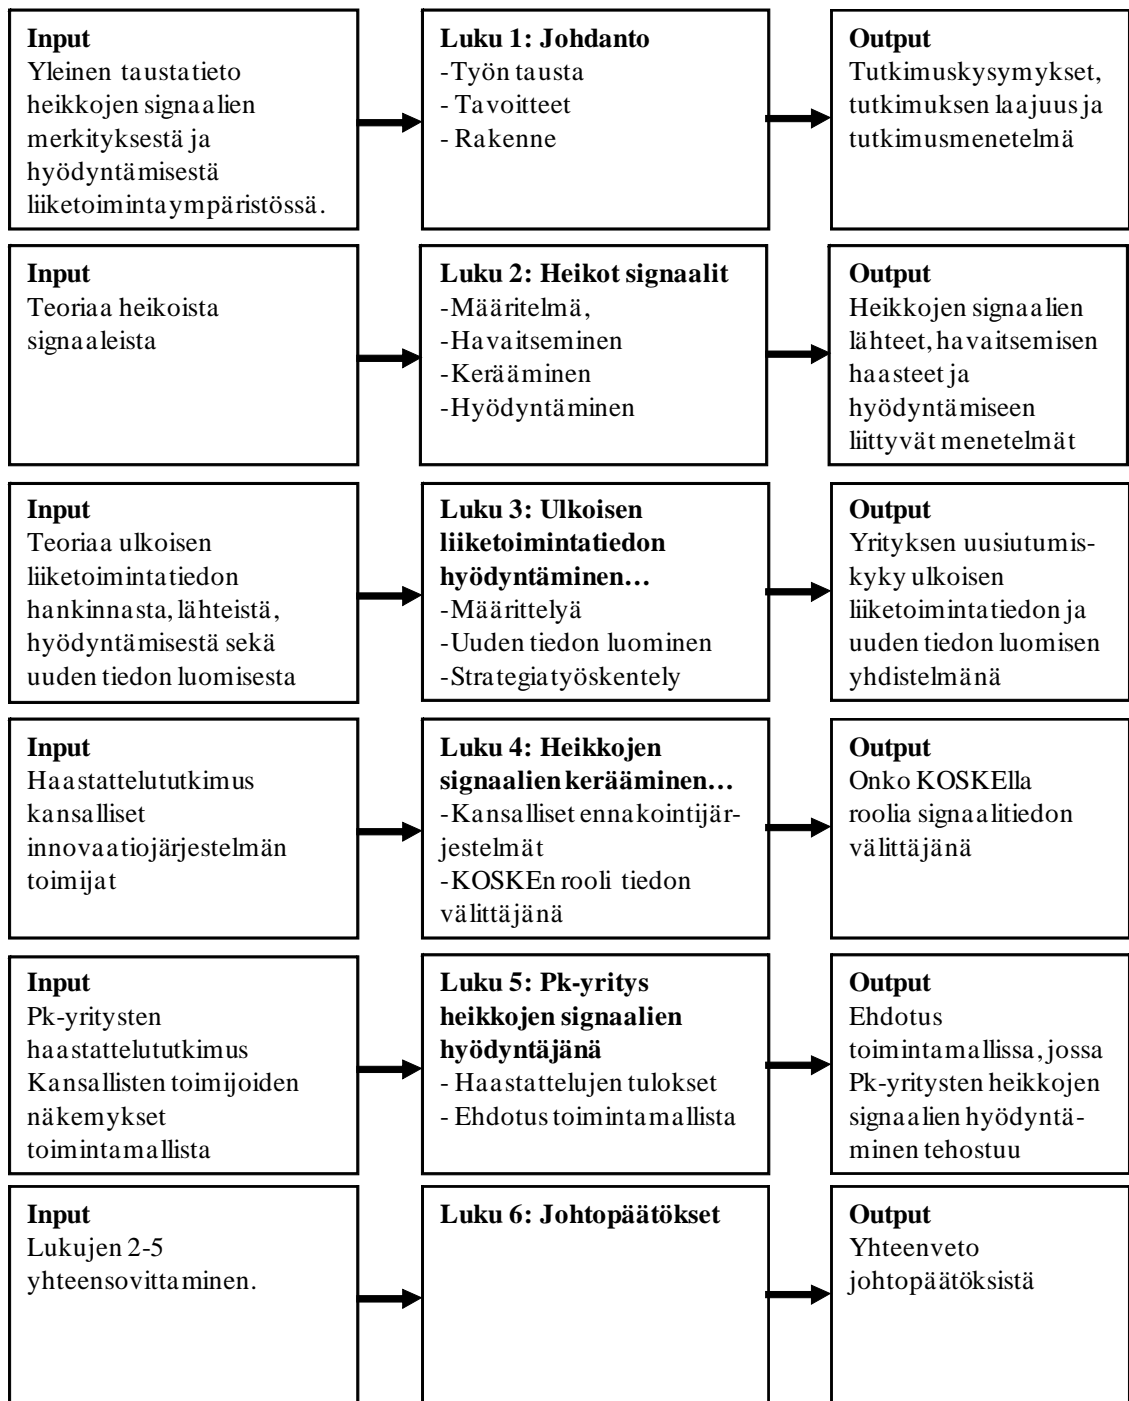 Input
Yleinen taustatieto
heikkojen signaalien
merkityksestä ja
hyödyntämisestä
liiketoimintaympäristössä.
Luku 1: Johdanto
-Työn tausta
- Tavoitteet
- Rakenne
Output
Tutkimuskysymykset,
tutkimuksen laajuus ja
tutkimusmenetelmä
Input
Teoriaa heikoista
signaaleista
Luku 2: Heikot signaalit
-Määritelmä,
-Havaitseminen
-Kerääminen
-Hyödyntäminen
Output
Heikkojen signaalien
lähteet, havaitsemisen
haasteet ja
hyödyntämiseen
liittyvät menetelmät
Input
Teoriaa ulkoisen
liiketoimintatiedon
hankinnasta, lähteistä,
hyödyntämisestä sekä
uuden tiedon luomisesta
Luku 3: Ulkoisen
liiketoimintatiedon
hyödyntäminen…
-Määrittelyä
-Uuden tiedon luominen
-Strategiatyöskentely
Output
Yrityksen uusiutumis-
kyky ulkoisen
liiketoimintatiedon ja
uuden tiedon luomisen
yhdistelmänä
Input
Haastattelututkimus
kansalliset
innovaatiojärjestelmän
toimijat
Luku 4: Heikkojen
signaalien kerääminen…
-Kansalliset ennakointijär-
jestelmät
-KOSKEn rooli tiedon
välittäjänä
Output
Onko KOSKElla
roolia signaalitiedon
välittäjänä
Input
Pk-yritysten
haastattelututkimus
Kansallisten toimijoiden
näkemykset
toimintamallista
Luku 5: Pk-yritys
heikkojen signaalien
hyödyntäjänä
- Haastattelujen tulokset
- Ehdotus toimintamallista
Output
Ehdotus
toimintamallissa, jossa
Pk-yritysten heikkojen
signaalien hyödyntä-
minen tehostuu
Input
Lukujen 2-5
yhteensovittaminen.
Luku 6: Johtopäätökset
Output
Yhteenveto
johtopäätöksistä